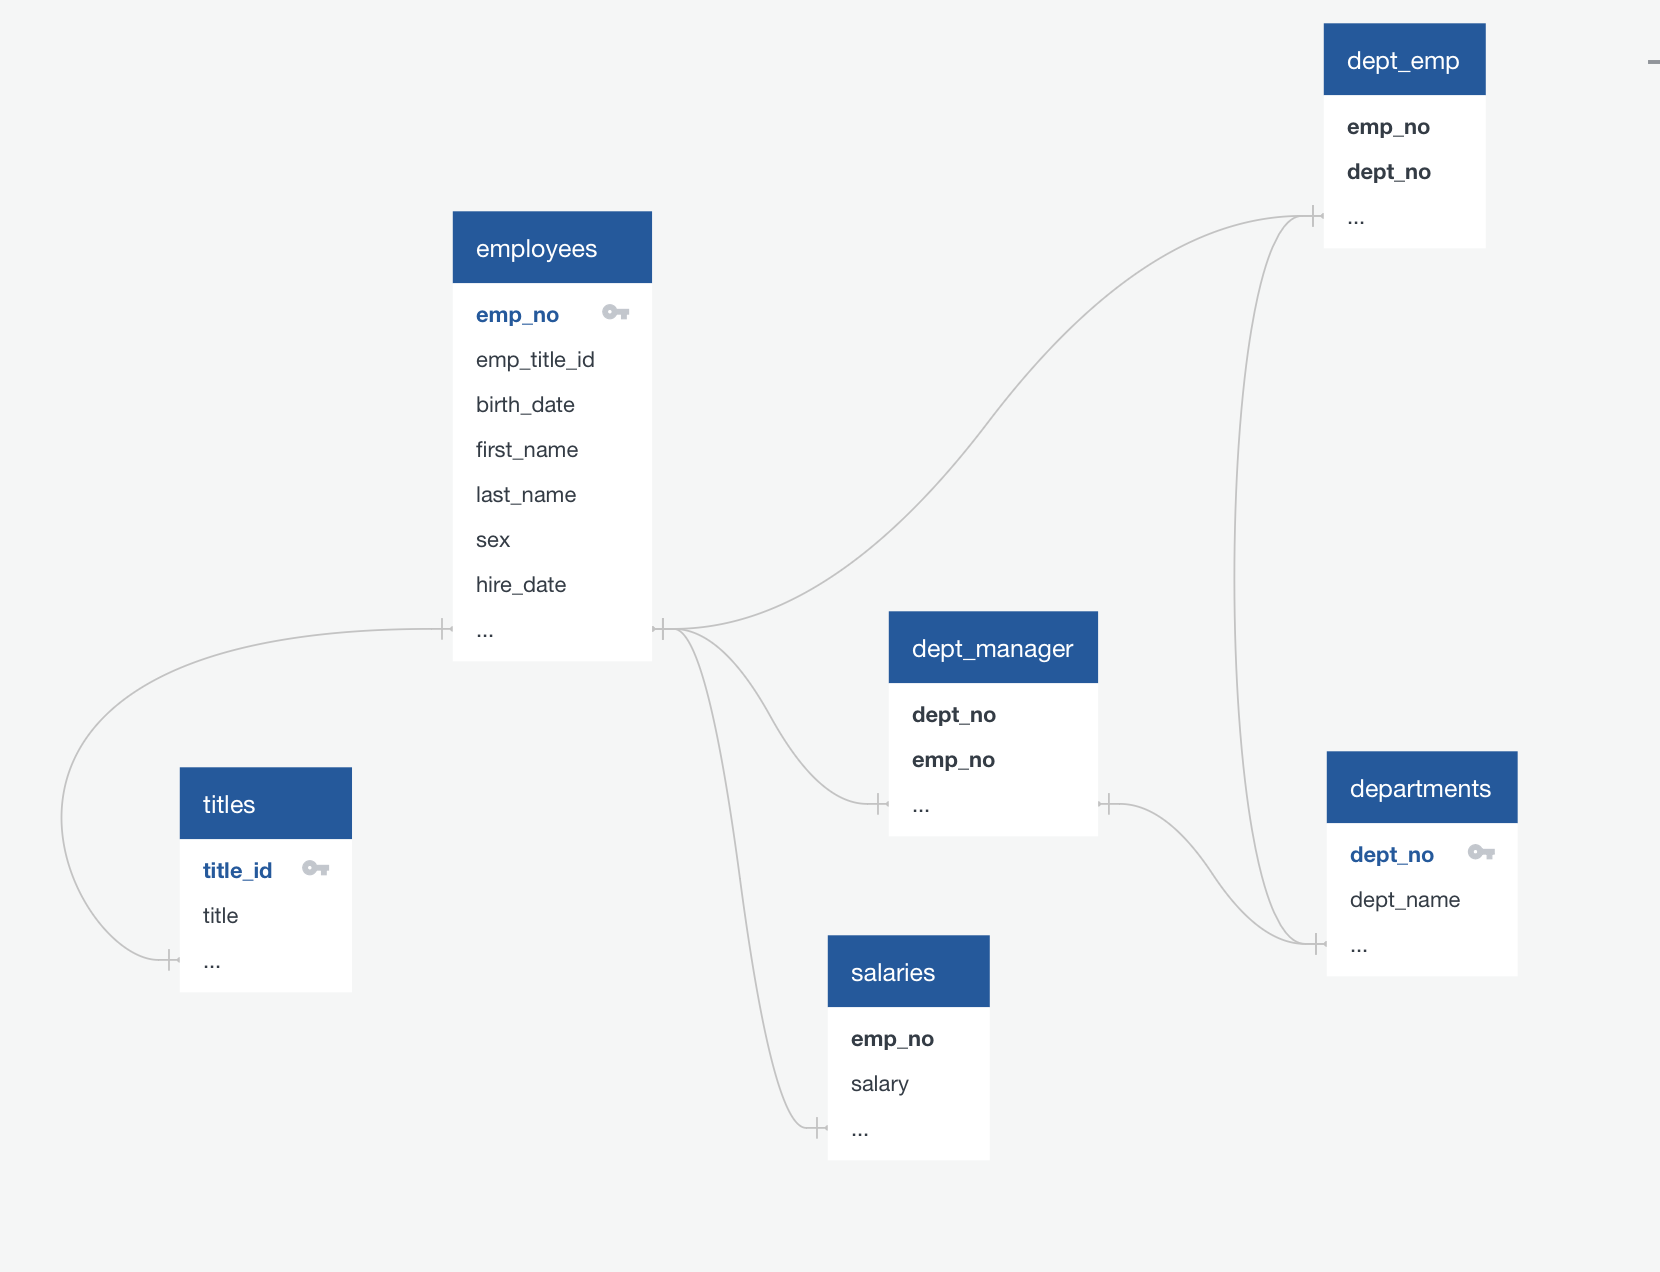 dept_emp
emp_no
dept_no
...
employees
emp_no
emp_title_id
birth_date
first_name
last_name
sex
hire_date
...
dept_manager
dept_no
emp_no
...
titles
title_id
title
...
departments
dept_no
dept_name
...
salaries
emp_no
salary
...